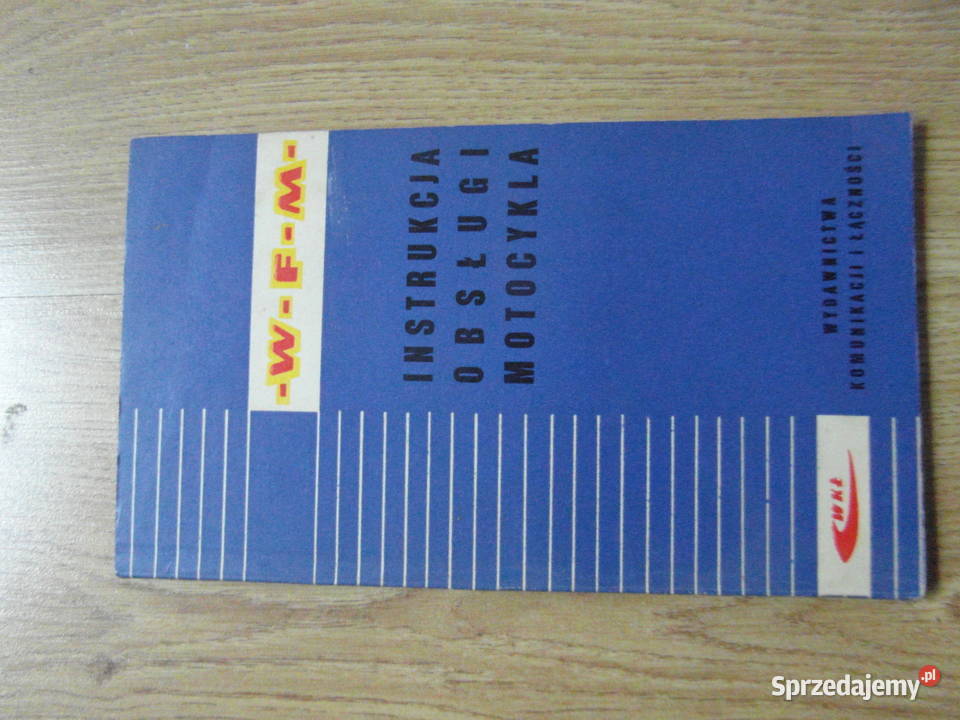 -W-F-M-
INSTRUKCJA
OBSŁUGI
MOTOCYKLA
WYDAWNICTWA
KOMUNIKACJI I ŁĄCZNOŚCI
WKŁ
Sprzedajemy.pl